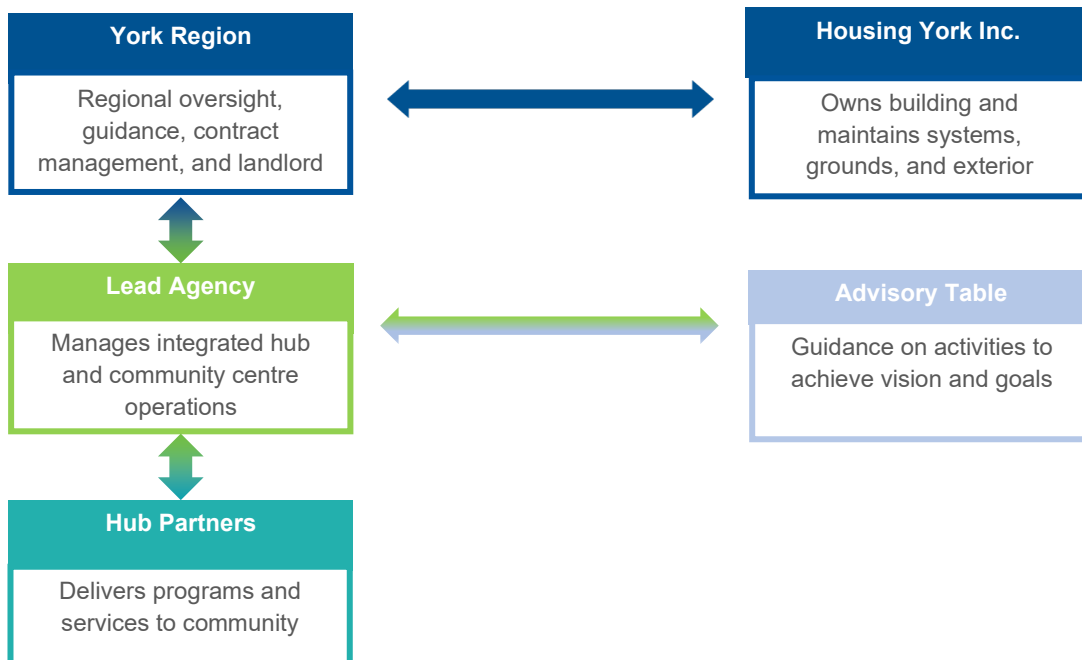 York Region
Regional oversight,
guidance, contract
management, and landlord
Housing York Inc.
Owns building and
maintains systems,
grounds, and exterior
Lead Agency
Manages integrated hub
and community centre
operations
Advisory Table
Guidance on activities to
achieve vision and goals
Hub Partners
Delivers programs and
services to community